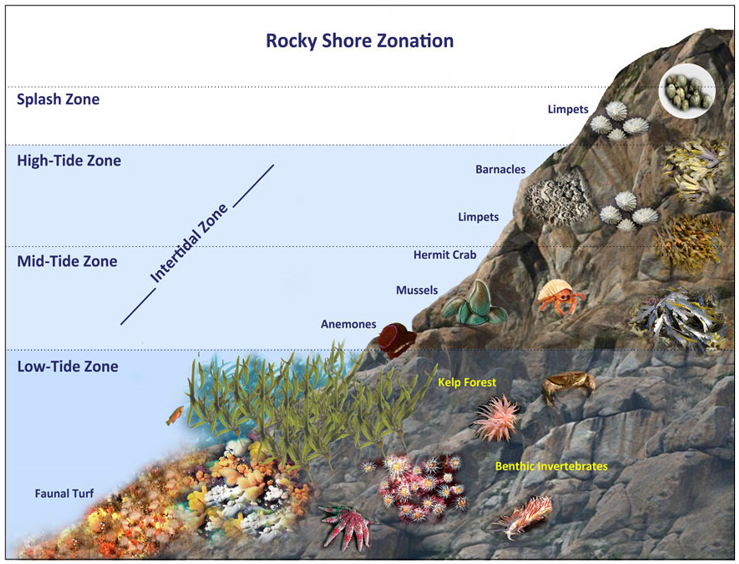 Rocky Shore Zonation
Splash Zone
Limpets
High-Tide Zone
Barnacles
Limpets
Intertidal Zone
Mid-Tide Zone
Hermit Crab
Mussels
Anemones
Low-Tide Zone
Kelp Forest
Benthic Invertebrates
Faunal Turf